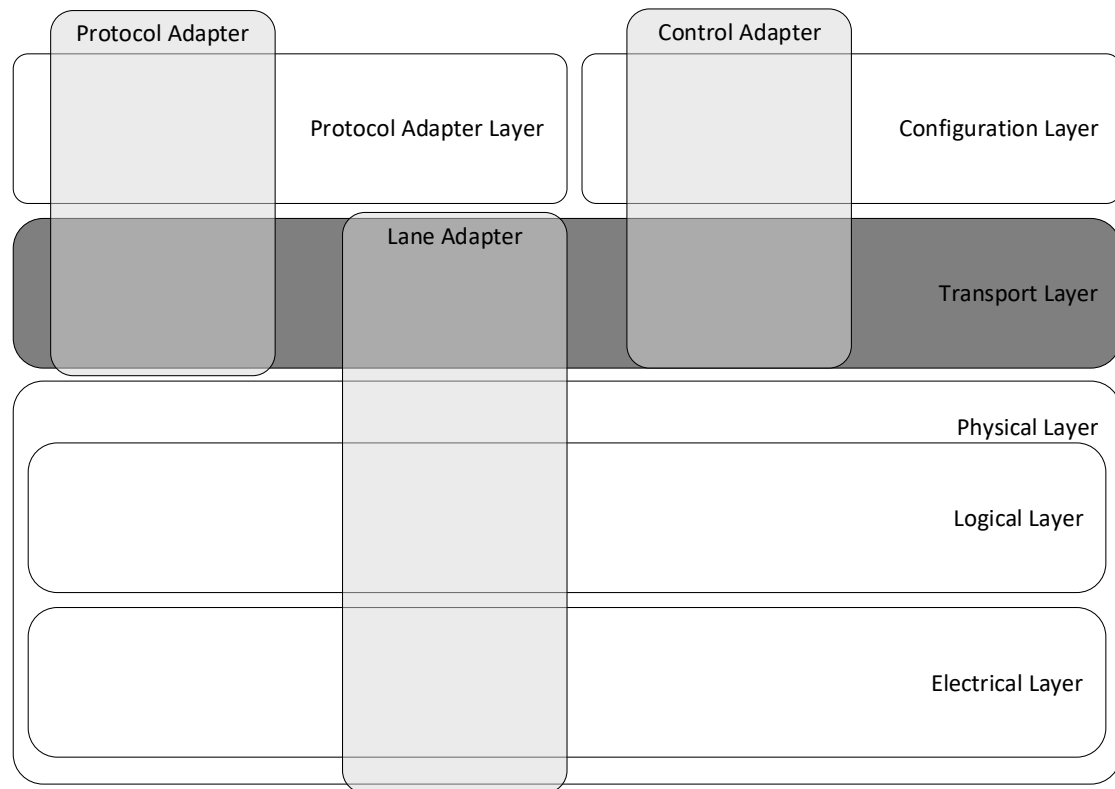 Protocol Adapter
Control Adapter
Protocol Adapter Layer
Configuration Layer
Lane Adapter
Transport Layer
Physical Layer
Logical Layer
Electrical Layer